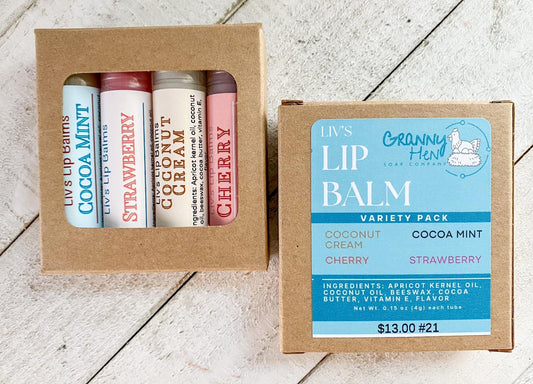 Liv's Lip Balms
COCOA MINT
Liv's Lip Balms
STRAWBERRY
Liv's Lip Balms
COCONUT
CREAM
Ingredients: Apricot kernel oil, coconut
oil, beeswax, cocoa butter, vitamin E,
Liv's Lip Balms
CHERRY
LIV'S
LIP
BALM
Granny
Hen
SOAP COMPANY
VARIETY PACK
COCONUT
CREAM
COCOA MINT
CHERRY
STRAWBERRY
INGREDIENTS: APRICOT KERNEL OIL,
COCONUT OIL, BEESWAX, COCOA
BUTTER, VITAMIN E, FLAVOR
Net Wt. 0.15 oz (4g) each tube
$13.00 #21